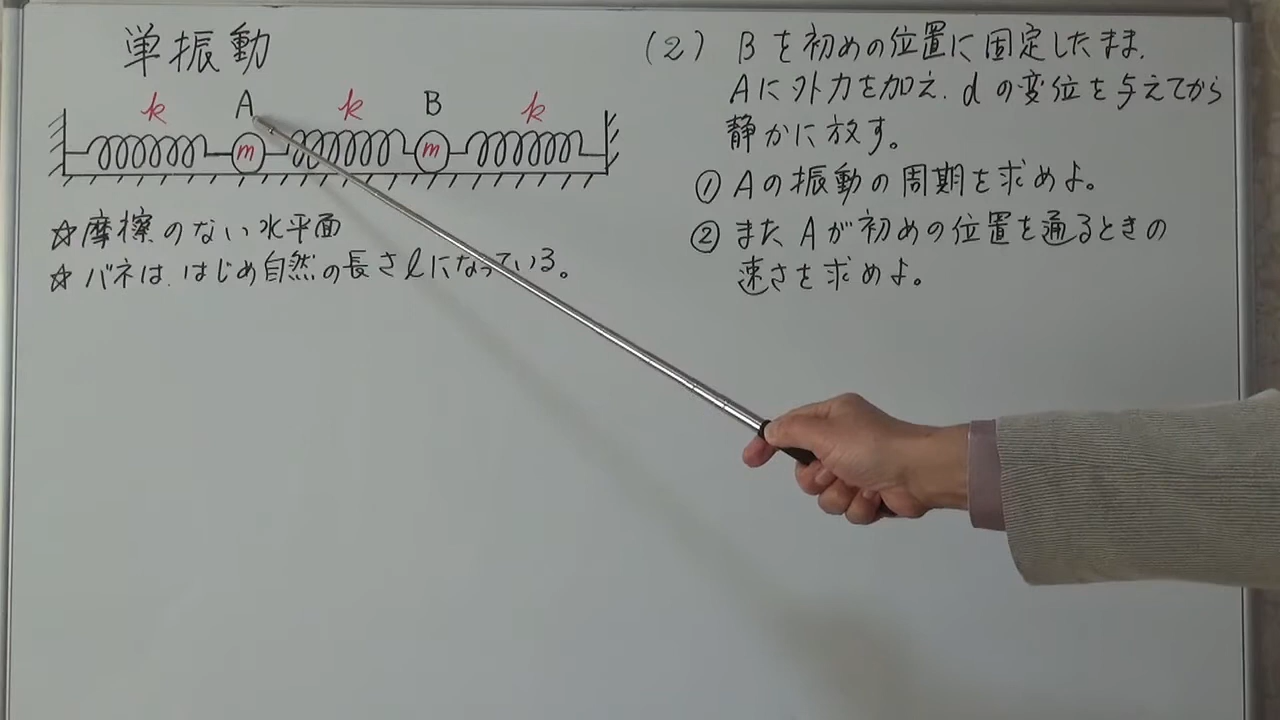 単振動
k A k B k
m m
☆摩擦のない水平面
☆バネは、はじめ自然の長さlになっている。
(2) Bを初めの位置に固定したまま、
Aに外力を加え、dの変位を与えてから
静かに放す。
① Aの振動の周期を求めよ。
② またAが初めの位置を通るときの
速さを求めよ。